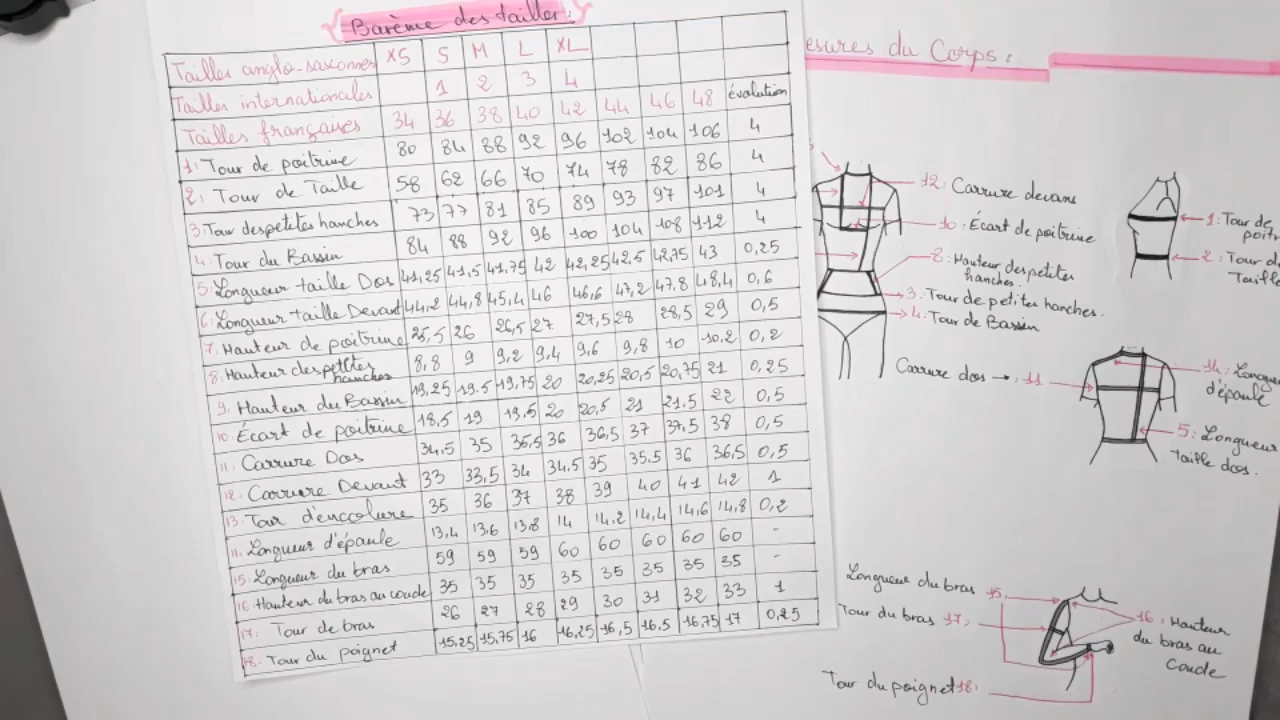 Barème des tailles:
Tailles anglo-saxonnes XS S M L XL
Tailles internationales 1 2 3 4
Tailles françaises 34 36 38 40 42 44 46 48 évolution
1: Tour de poitrine 80 84 88 92 96 102 104 106 4
2: Tour de Taille 58 62 66 70 74 78 82 86 4
3: Tour des petites hanches 73 77 81 85 89 93 97 101 4
4: Tour du Bassin 84 88 92 96 100 104 108 112 4
5: Longueur taille Dos 41,25 41,5 41,75 42 42,25 42,5 42,75 43 0,25
6: Longueur taille Devant 44,2 44,8 45,4 46 46,6 47,2 47,8 48,4 0,6
7: Hauteur de poitrine 25,5 26 26,5 27 27,5 28 28,5 29 0,5
8: Hauteur des petites hanches 8,8 9 9,2 9,4 9,6 9,8 10 10,2 0,2
9: Hauteur du Bassin 19,25 19.5 19,75 20 20,25 20,5 20,75 21 0,25
10: Écart de poitrine 18,5 19 19,5 20 20,5 21 21.5 22 0,5
11: Carrure Dos 34,5 35 35,5 36 36,5 37 37,5 38 0,5
12: Carrure Devant 33 33,5 34 34,5 35 35.5 36 36,5 0,5
13: Tour d'encolure 35 36 37 38 39 40 41 42 1
14: Longueur d'épaule 13,4 13,6 13,8 14 14,2 14,4 14,6 14,8 0,2
15: Longueur du bras 59 59 59 60 60 60 60 60 -
16: Hauteur du bras au coude 35 35 35 35 35 35 35 35 -
17: Tour de bras 26 27 28 29 30 31 32 33 1
18: Tour du poignet 15,25 15,75 16 16,25 16,5 16.5 16,75 17 0,25
esures du Corps:
12: Carrure devant
10: Écart de poitrine
8: Hauteur des petites
hanches.
3. Tour de petites hanches.
4. Tour de Bassin
1: Tour de
poitr
2: Tour d
Taill
Carrure dos → : 11
14: Longue
d'épaule
5: Longueur
taille dos.
Longueur du bras 15:
Tour du bras 17:
16: Hauteur
du bras au
Coude
Tour du poignet 18: